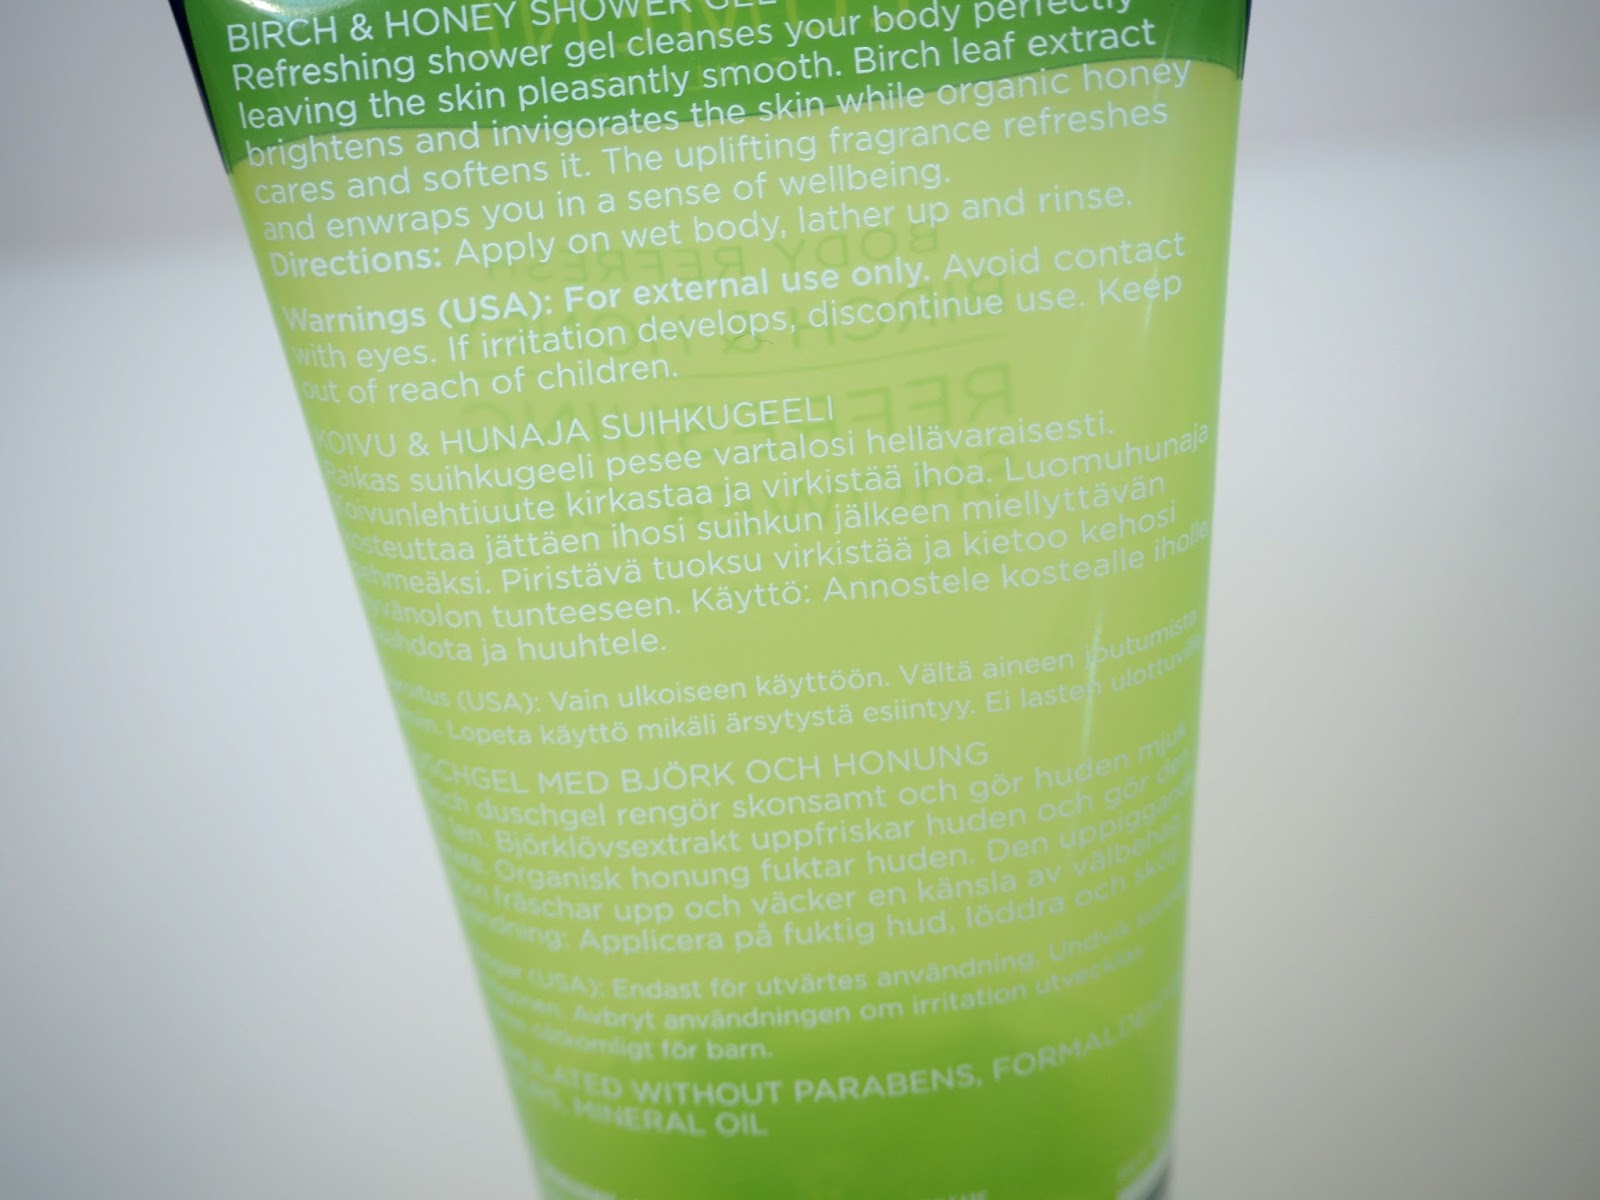 BIRCH & HONEY SHOWER GEL
Refreshing shower gel cleanses your body perfectly
leaving the skin pleasantly smooth. Birch leaf extract
brightens and invigorates the skin while organic honey
cares and softens it. The uplifting fragrance refreshes
and enwraps you in a sense of wellbeing.
Directions: Apply on wet body, lather up and rinse.
Warnings (USA): For external use only. Avoid contact
with eyes. If irritation develops, discontinue use. Keep
out of reach of children.
KOIVU & HUNAJA SUIHKUGEELI
Raikas suihkugeeli pesee vartalosi hellävaraisesti.
Koivunlehtiuute kirkastaa ja virkistää ihoa. Luomuhunaja
kosteuttaa jättäen ihosi suihkun jälkeen miellyttävän
pehmeäksi. Piristävä tuoksu virkistää ja kietoo kehosi
hyvänolon tunteeseen. Käyttö: Annostele kostealle iholle
vaahdota ja huuhtele.
(USA): Vain ulkoiseen käyttöön. Vältä aineen joutumista
Lopeta käyttö mikäli ärsytystä esiintyy. Ei lasten ulottuville
DUSCHGEL MED BJÖRK OCH HONUNG
duschgel rengör skonsamt och gör huden mjuk
len. Björklövsextrakt uppfriskar huden och gör den
Organisk honung fuktar huden. Den uppiggande
fräschar upp och väcker en känsla av välbehag
Applicera på fuktig hud, löddra och skölj
(USA): Endast för utvärtes användning. Undvik
Avbryt användningen om irritation utvecklas.
för barn.
WITHOUT PARABENS, FORMALDEHYDE
MINERAL OIL
BODY REFRESH
BIRCH & HONEY
REFRESHING
SHOWER GEL